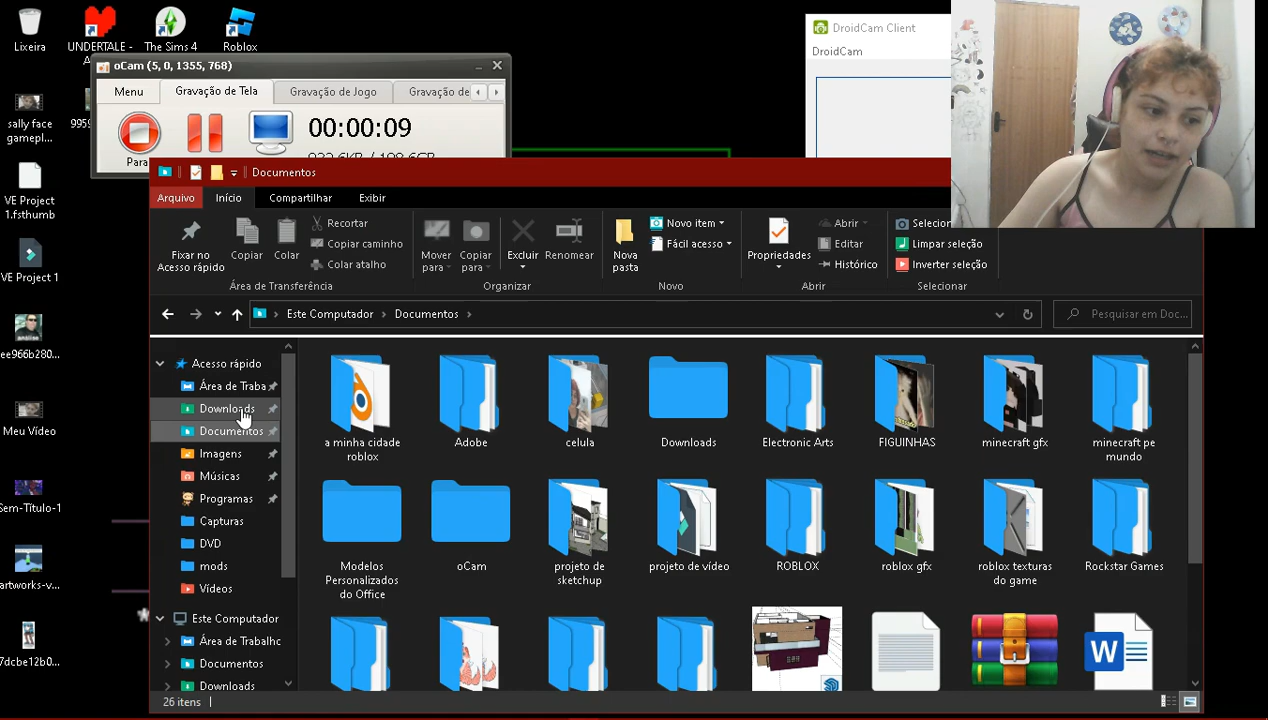 Lixeira
UNDERTALE -
The Sims 4
Roblox
sally face
gamepl...
VE Project
1.fsthumb
VE Project 1
ee966b280...
Meu Vídeo
Sem-Título-1
artworks-v...
7dcbe12b0...
oCam (5, 0, 1355, 768)
Menu
Gravação de Tela
Gravação de Jogo
Gravação de
00:00:09
Para
DroidCam Client
DroidCam
Documentos
Arquivo
Início
Compartilhar
Exibir
Fixar no
Acesso rápido
Copiar
Colar
Recortar
Copiar caminho
Colar atalho
Área de Transferência
Mover
para
Copiar
para
Excluir
Renomear
Organizar
Nova
pasta
Novo item
Fácil acesso
Novo
Propriedades
Abrir
Editar
Histórico
Abrir
Selecion
Limpar seleção
Inverter seleção
Selecionar
Este Computador
Documentos
Pesquisar em Doc...
Acesso rápido
Área de Traba
Downloads
Documentos
Imagens
Músicas
Programas
Capturas
DVD
mods
Vídeos
Este Computador
Área de Trabalhc
Documentos
Downloads
a minha cidade
roblox
Adobe
celula
Downloads
Electronic Arts
FIGUINHAS
minecraft gfx
minecraft pe
mundo
Modelos
Personalizados
do Office
oCam
projeto de
sketchup
projeto de vídeo
ROBLOX
roblox gfx
roblox texturas
do game
Rockstar Games
W
26 itens